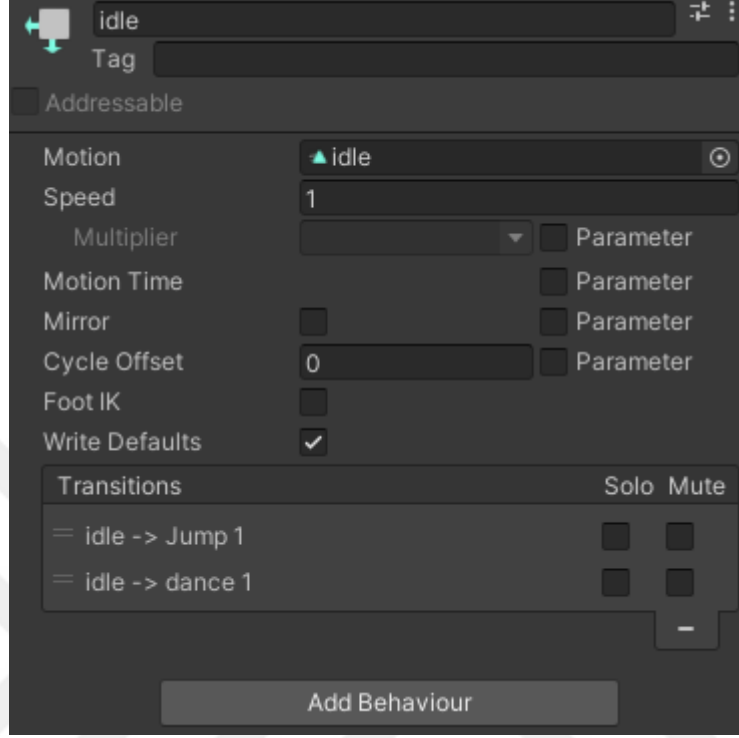 idle
Tag
Addressable
Motion idle
Speed 1
Multiplier Parameter
Motion Time Parameter
Mirror Parameter
Cycle Offset 0 Parameter
Foot IK
Write Defaults
Transitions Solo Mute
idle -> Jump 1
idle -> dance 1
Add Behaviour